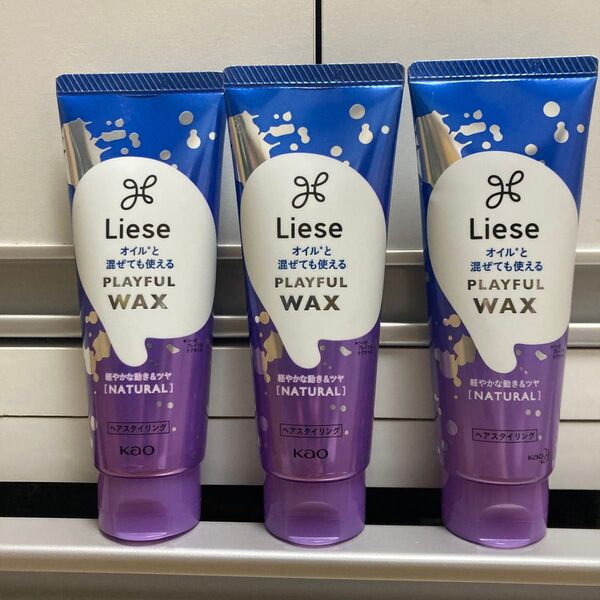 Liese
オイル*と
混ぜても使える
PLAYFUL
WAX
軽やかな動き&ツヤ
[NATURAL]
ヘアスタイリング
Kao
Liese
オイル*と
混ぜても使える
PLAYFUL
WAX
軽やかな動き&ツヤ
[NATURAL]
ヘアスタイリング
Kao
Liese
オイル*と
混ぜても使える
PLAYFUL
WAX
軽やかな動き&ツヤ
[NATURAL]
ヘアスタイリング
Kao